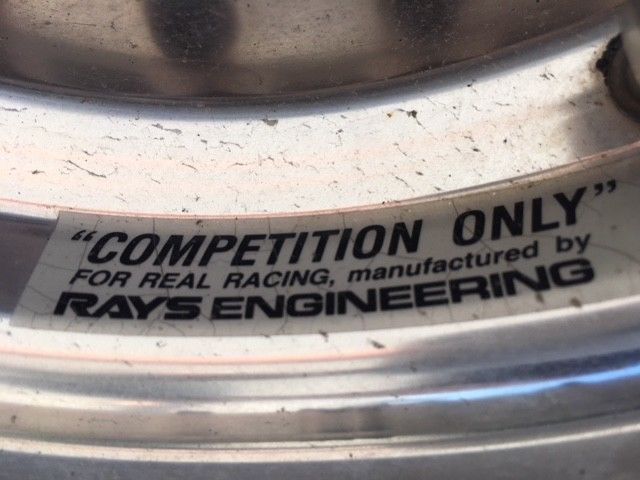 "COMPETITION ONLY"
FOR REAL RACING, manufactured by
RAYS ENGINEERING